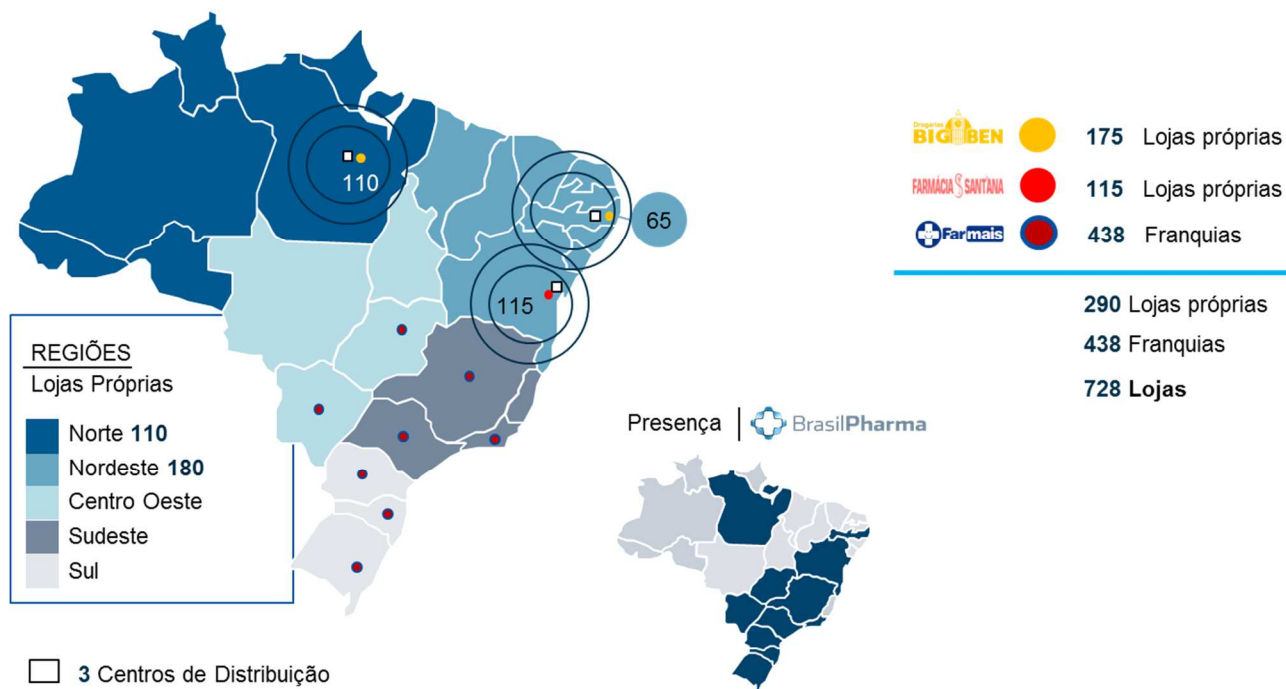 110
65
115
REGIÕES
Lojas Próprias
Norte 110
Nordeste 180
Centro Oeste
Sudeste
Sul
3 Centros de Distribuição
Drogarias
BIG BEN
175 Lojas próprias
FARMÁCIA SANT'ANA
115 Lojas próprias
Farmais
438 Franquias
290 Lojas próprias
438 Franquias
728 Lojas
Presença | BrasilPharma